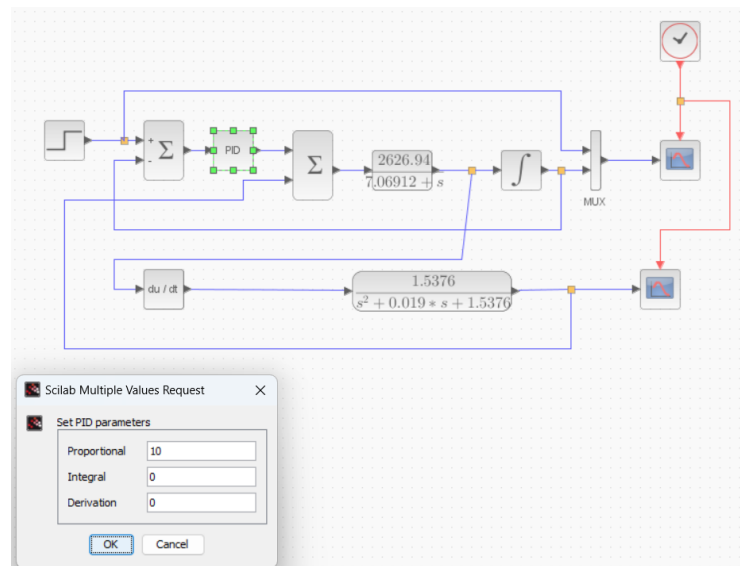 +
-
Σ
PID
Σ
2626.94
7.06912 + s
∫
MUX
du / dt
1.5376
s² + 0.019 * s + 1.5376
Scilab Multiple Values Request
Set PID parameters
Proportional 10
Integral 0
Derivation 0
OK Cancel